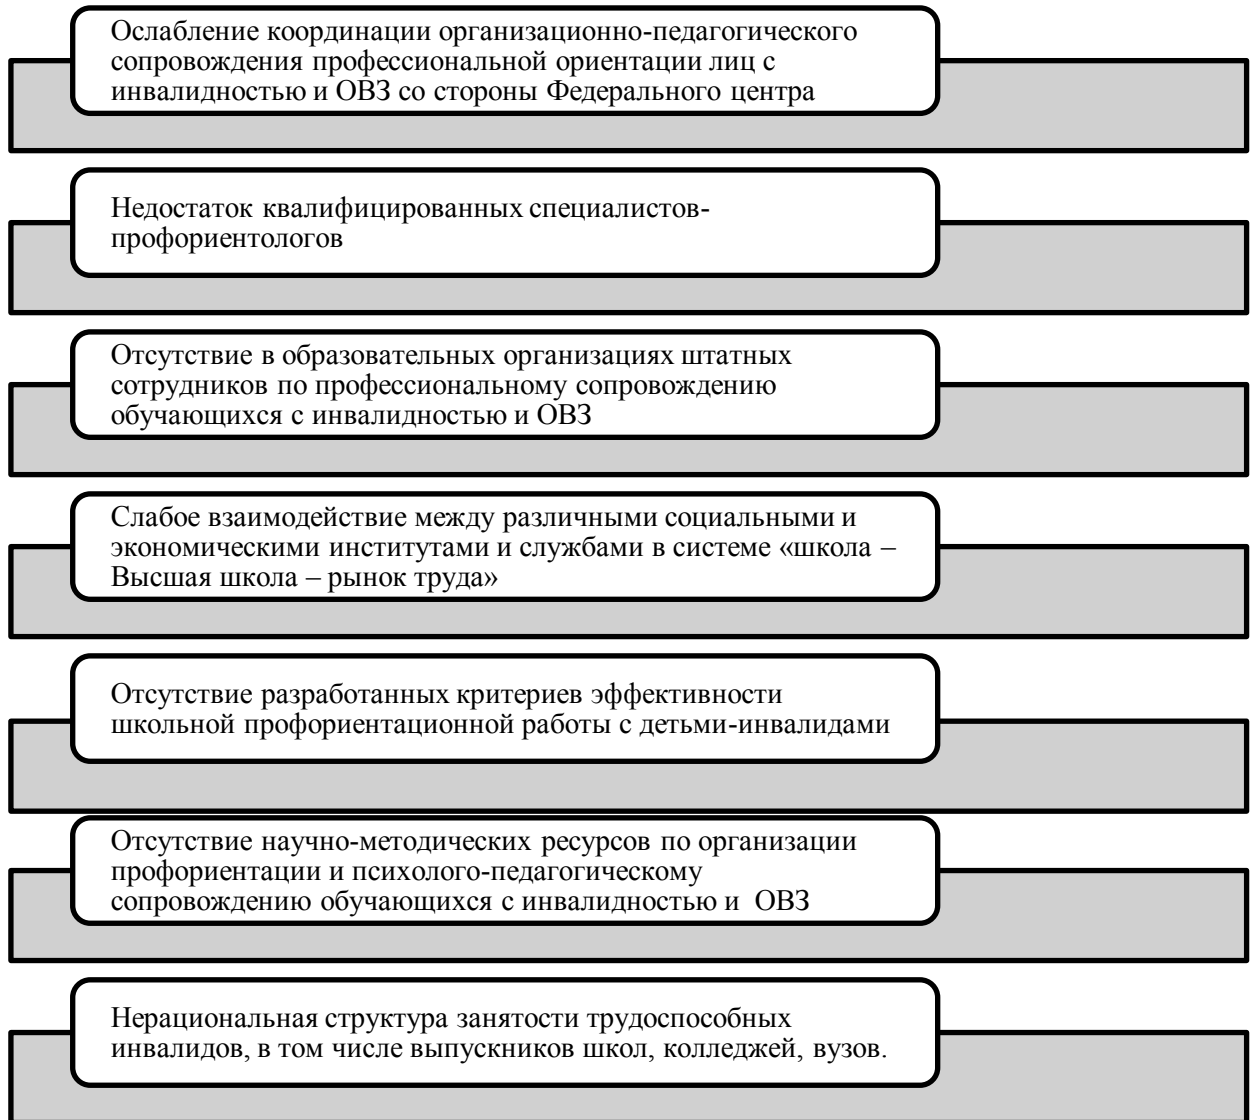 Ослабление координации организационно-педагогического
сопровождения профессиональной ориентации лиц с
инвалидностью и ОВЗ со стороны Федерального центра
Недостаток квалифицированных специалистов-
профориентологов
Отсутствие в образовательных организациях штатных
сотрудников по профессиональному сопровождению
обучающихся с инвалидностью и ОВЗ
Слабое взаимодействие между различными социальными и
экономическими институтами и службами в системе «школа –
Высшая школа – рынок труда»
Отсутствие разработанных критериев эффективности
школьной профориентационной работы с детьми-инвалидами
Отсутствие научно-методических ресурсов по организации
профориентации и психолого-педагогическому
сопровождению обучающихся с инвалидностью и  ОВЗ
Нерациональная структура занятости трудоспособных
инвалидов, в том числе выпускников школ, колледжей, вузов.